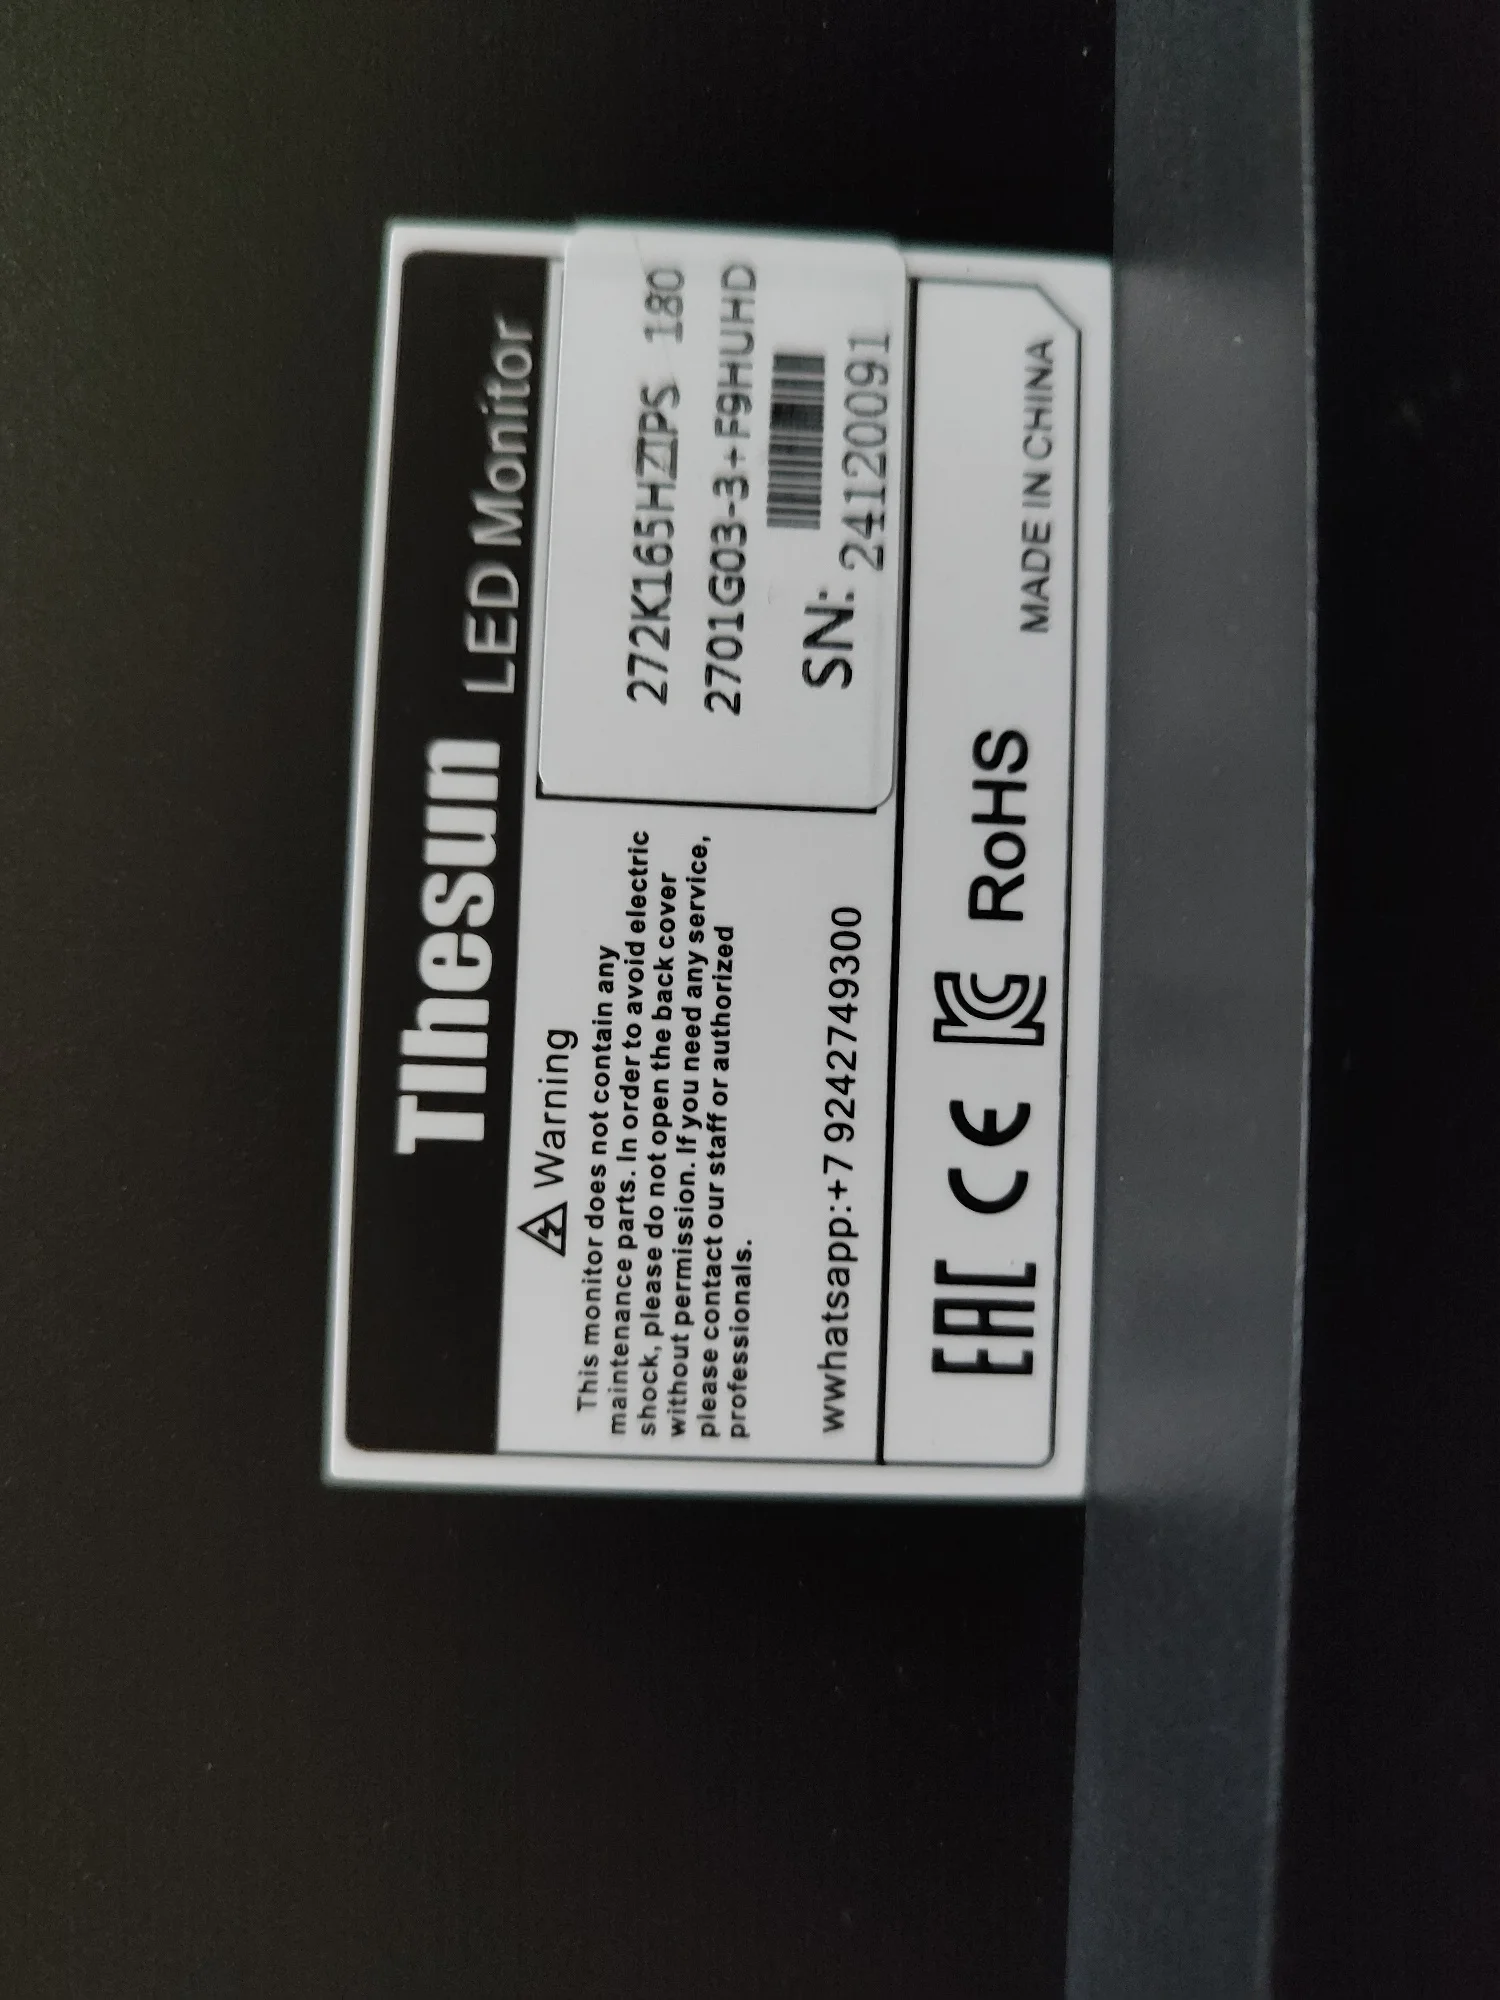 Tlhesun LED Monitor
Warning
This monitor does not contain any
maintenance parts. In order to avoid electric
shock, please do not open the back cover
without permission. If you need any service,
please contact our staff or authorized
professionals.
wwhatsapp:+7 9242749300
272K165HZIPS 180
2701G03-3+F9HUHD
SN: 24120091
EAC CE KC RoHS
MADE IN CHINA